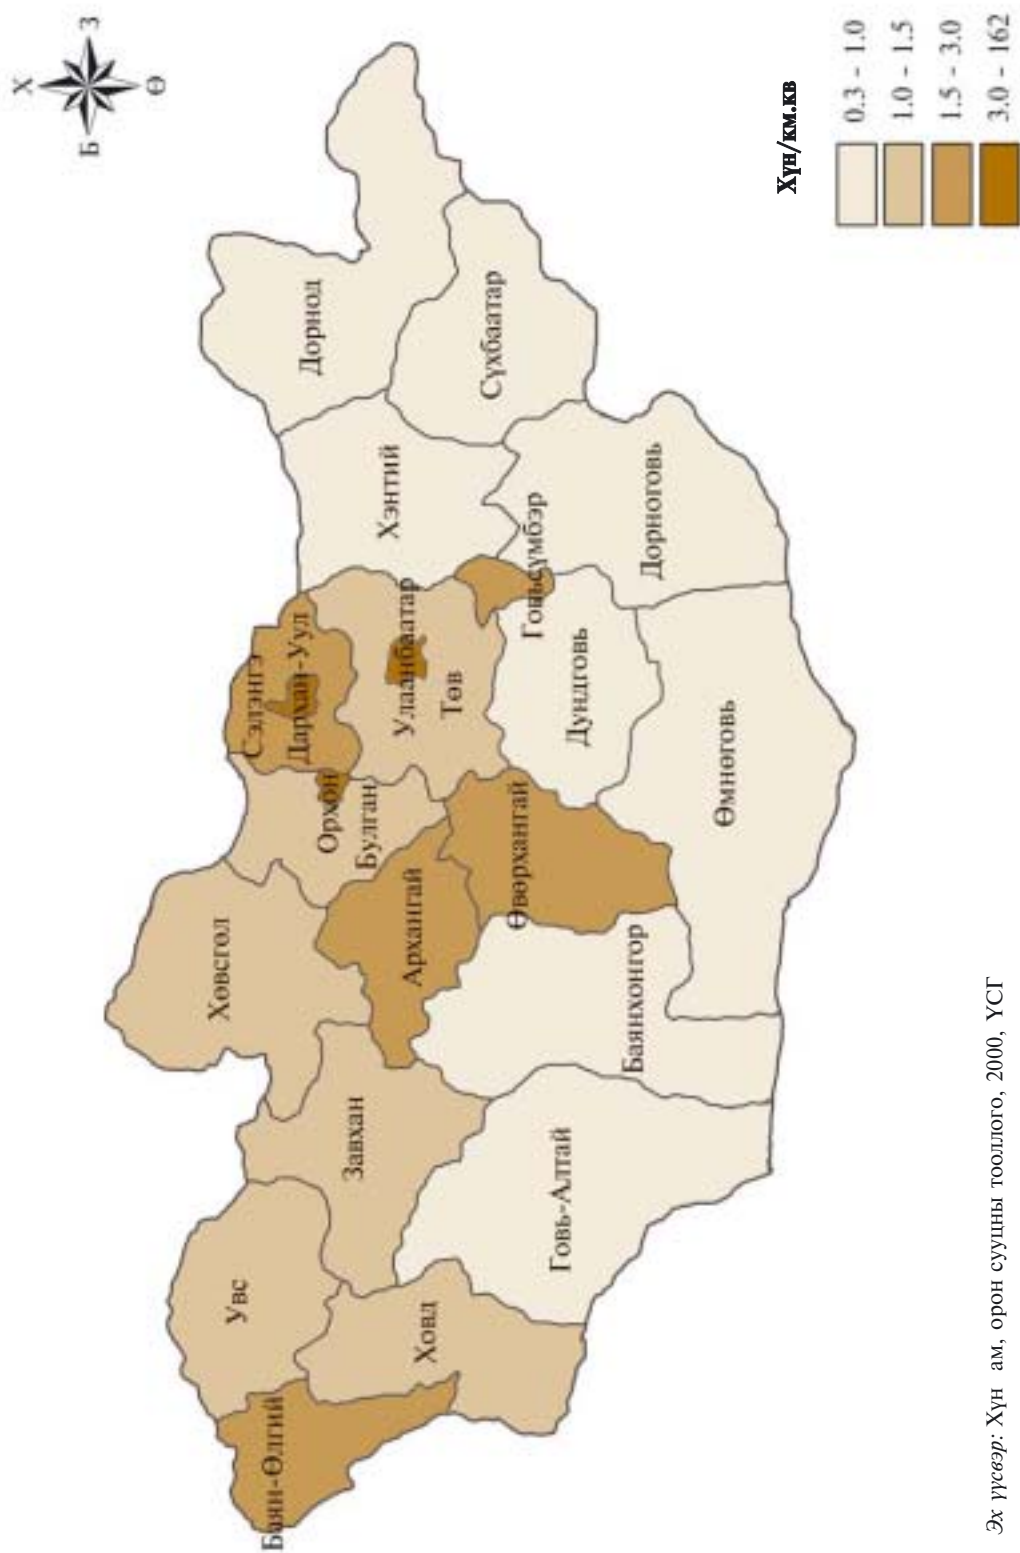 Х
Б З
Ө
Баян-Өлгий
Увс
Ховд
Завхан
Говь-Алтай
Хөвсгөл
Архангай
Баянхонгор
Өвөрхангай
Булган
Орхон
Сэлэнгэ
Дархан-Уул
Улаанбаатар
Төв
Дундговь
Өмнөговь
Говьсүмбэр
Хэнтий
Дорноговь
Дорнод
Сүхбаатар
Хүн/км.кв
0.3 - 1.0
1.0 - 1.5
1.5 - 3.0
3.0 - 162
Эх үүсвэр: Хүн ам, орон сууцны тооллого, 2000, ҮСГ